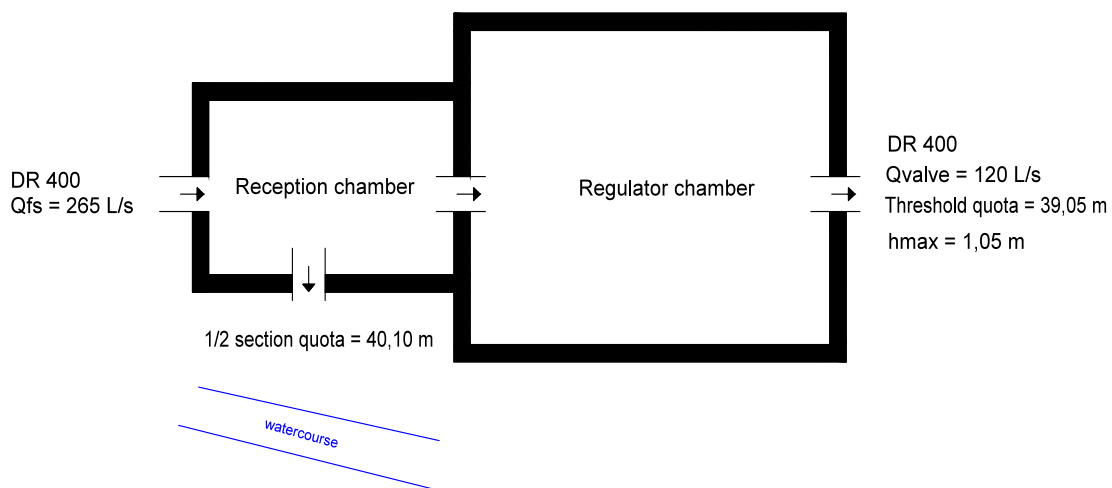 DR 400
Qfs = 265 L/s
Reception chamber
Regulator chamber
DR 400
Qvalve = 120 L/s
Threshold quota = 39,05 m
hmax = 1,05 m
1/2 section quota = 40,10 m
watercourse